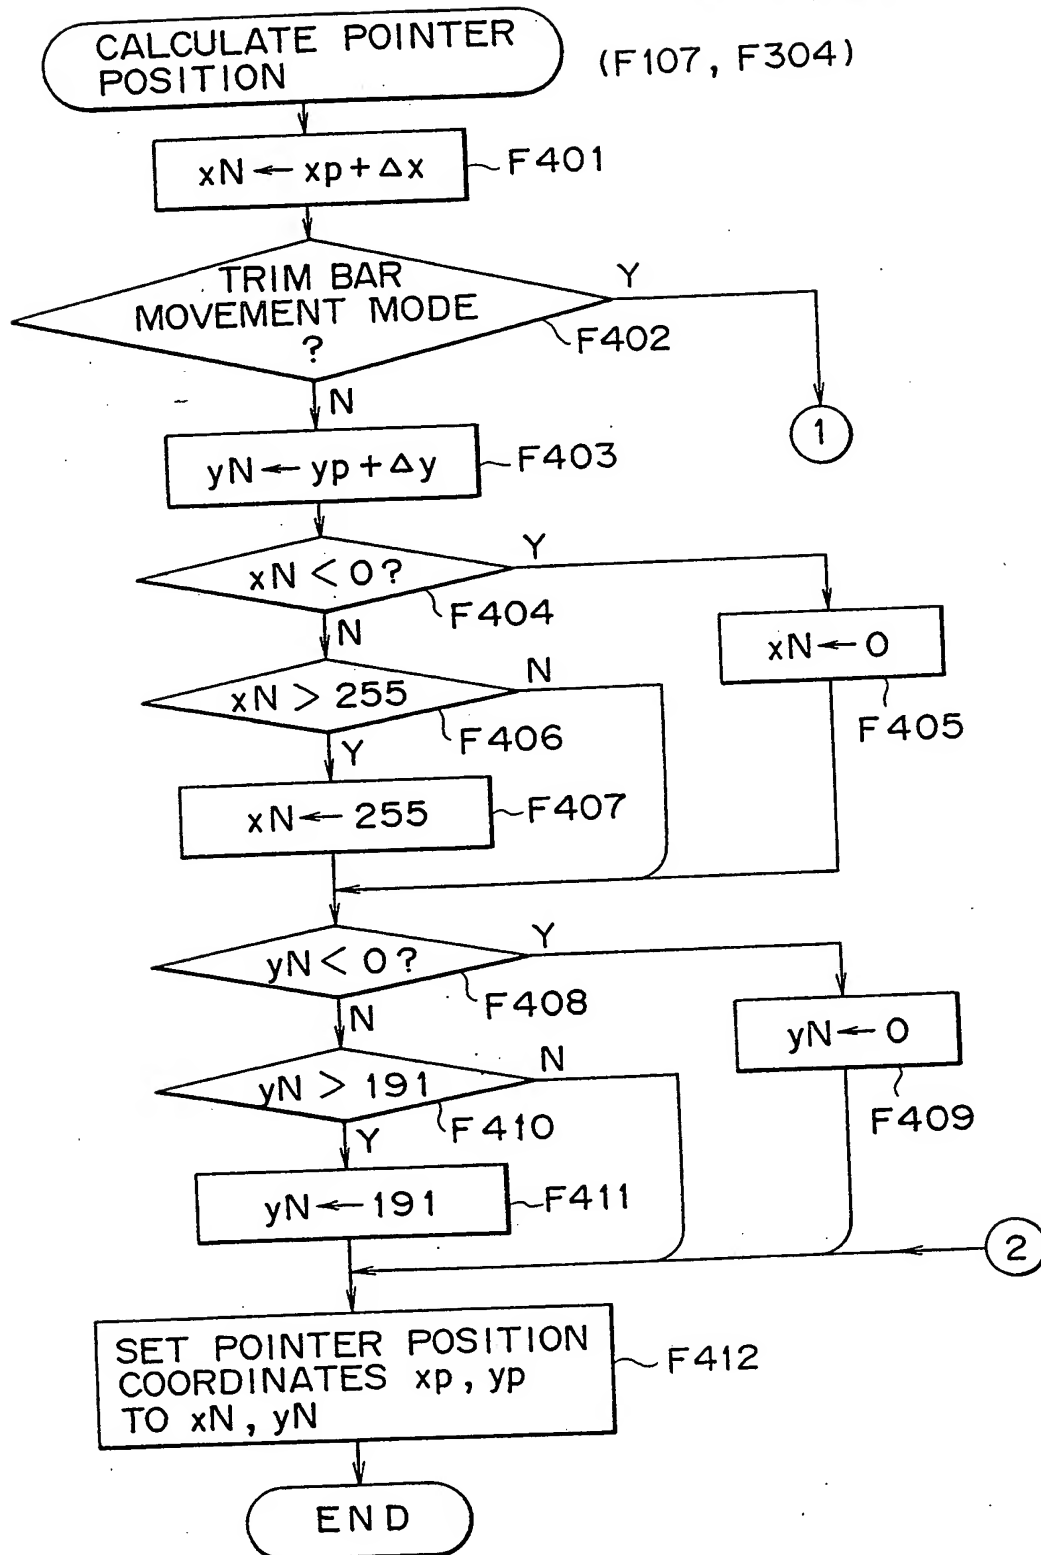 CALCULATE POINTER
POSITION
(F107, F304)
xN ← xp + Δx
F401
TRIM BAR
MOVEMENT MODE
?
Y
F402
N
1
yN ← yp + Δy
F403
xN < 0?
Y
F404
N
xN ← 0
F405
xN > 255
N
F406
Y
xN ← 255
F407
yN < 0?
Y
F408
N
yN ← 0
F409
yN > 191
N
F410
Y
yN ← 191
F411
2
SET POINTER POSITION
COORDINATES xp, yp
TO xN, yN
F412
END